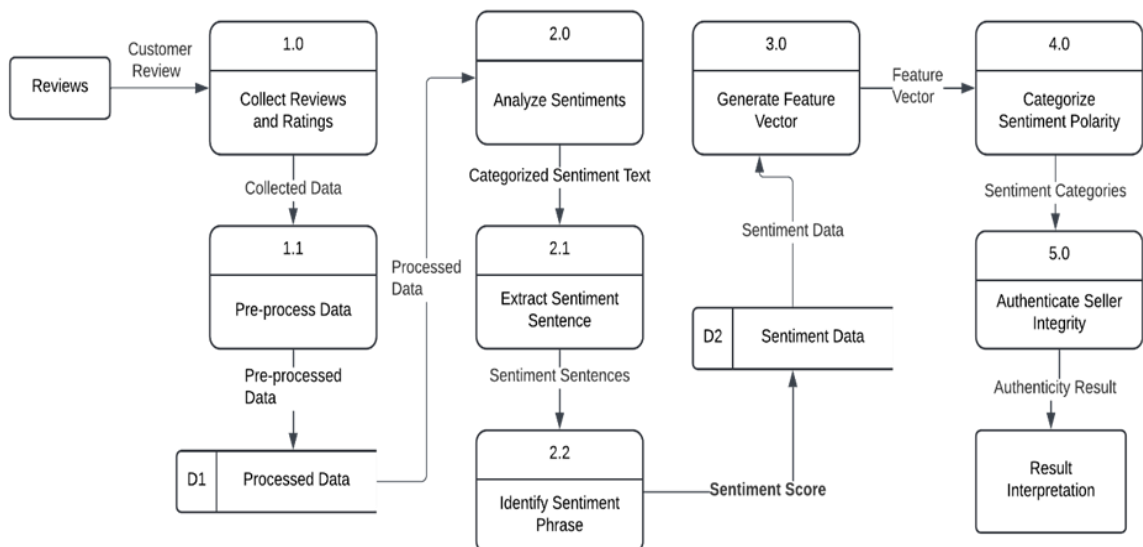 Reviews
Customer
Review
1.0
Collect Reviews
and Ratings
Collected Data
1.1
Pre-process Data
Pre-processed
Data
D1
Processed Data
Processed
Data
2.0
Analyze Sentiments
Categorized Sentiment Text
2.1
Extract Sentiment
Sentence
Sentiment Sentences
2.2
Identify Sentiment
Phrase
Sentiment Score
D2
Sentiment Data
Sentiment Data
3.0
Generate Feature
Vector
Feature
Vector
4.0
Categorize
Sentiment Polarity
Sentiment Categories
5.0
Authenticate Seller
Integrity
Authenticity Result
Result
Interpretation